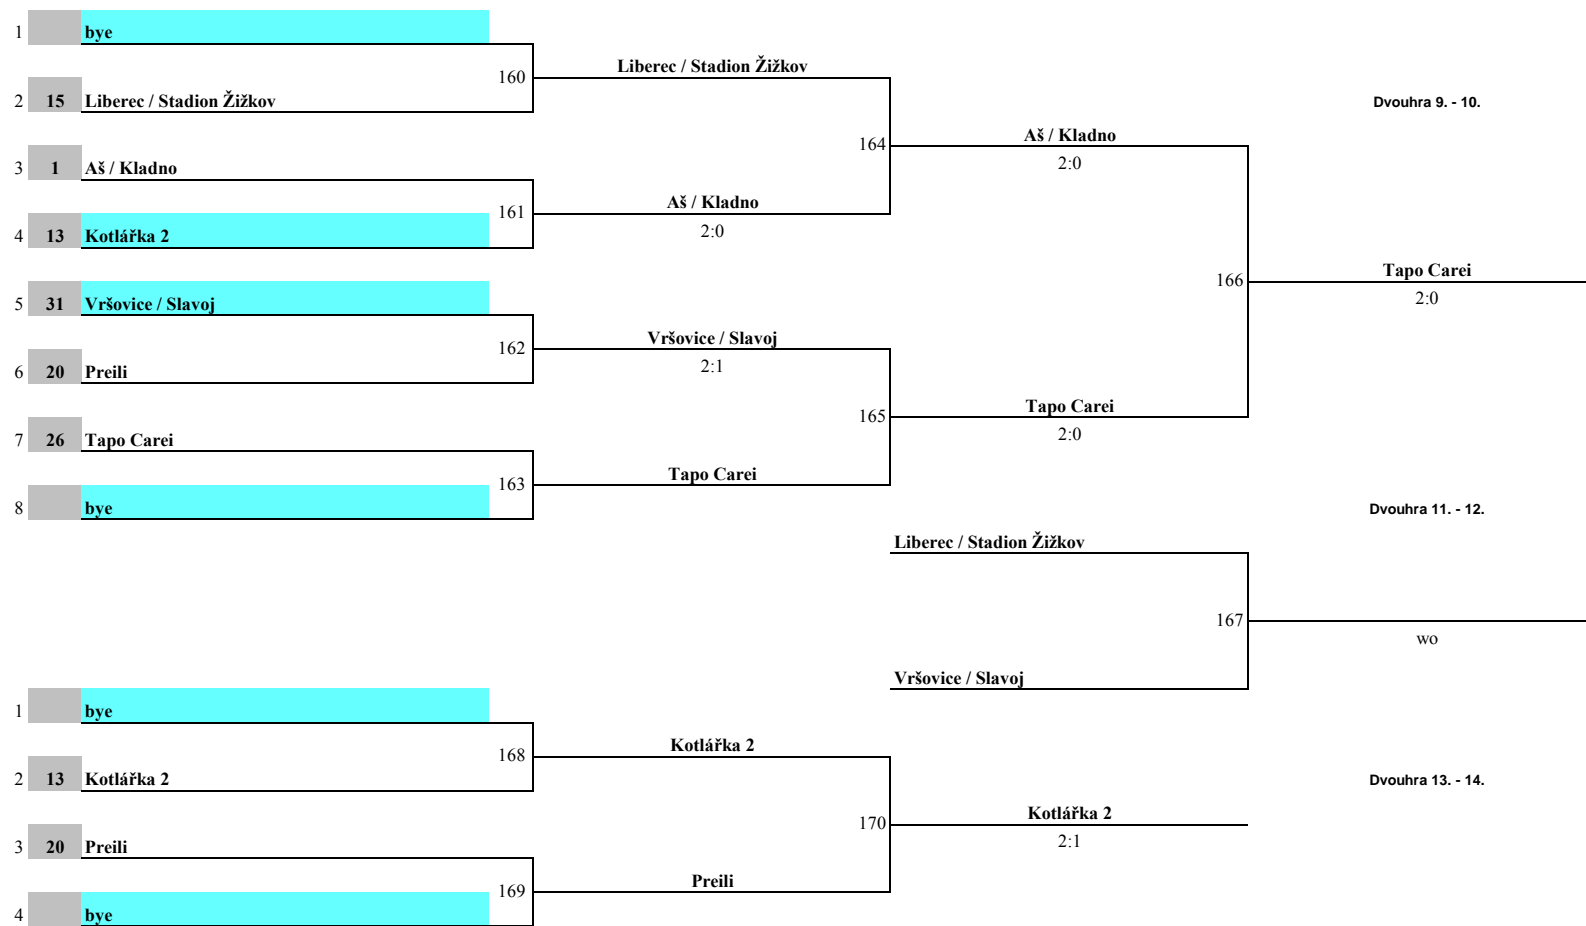 1 bye
Liberec / Stadion Žižkov
160
2 15 Liberec / Stadion Žižkov
Dvouhra 9. - 10.
Aš / Kladno
164
2:0
3 1 Aš / Kladno
Aš / Kladno
161
2:0
4 13 Kotlářka 2
Tapo Carei
166
2:0
5 31 Vršovice / Slavoj
Vršovice / Slavoj
162
2:1
6 20 Preili
Tapo Carei
165
2:0
7 26 Tapo Carei
Tapo Carei
163
8 bye
Dvouhra 11. - 12.
Liberec / Stadion Žižkov
167
wo
Vršovice / Slavoj
1 bye
Kotlářka 2
168
2 13 Kotlářka 2
Dvouhra 13. - 14.
Kotlářka 2
170
2:1
3 20 Preili
Preili
169
4 bye